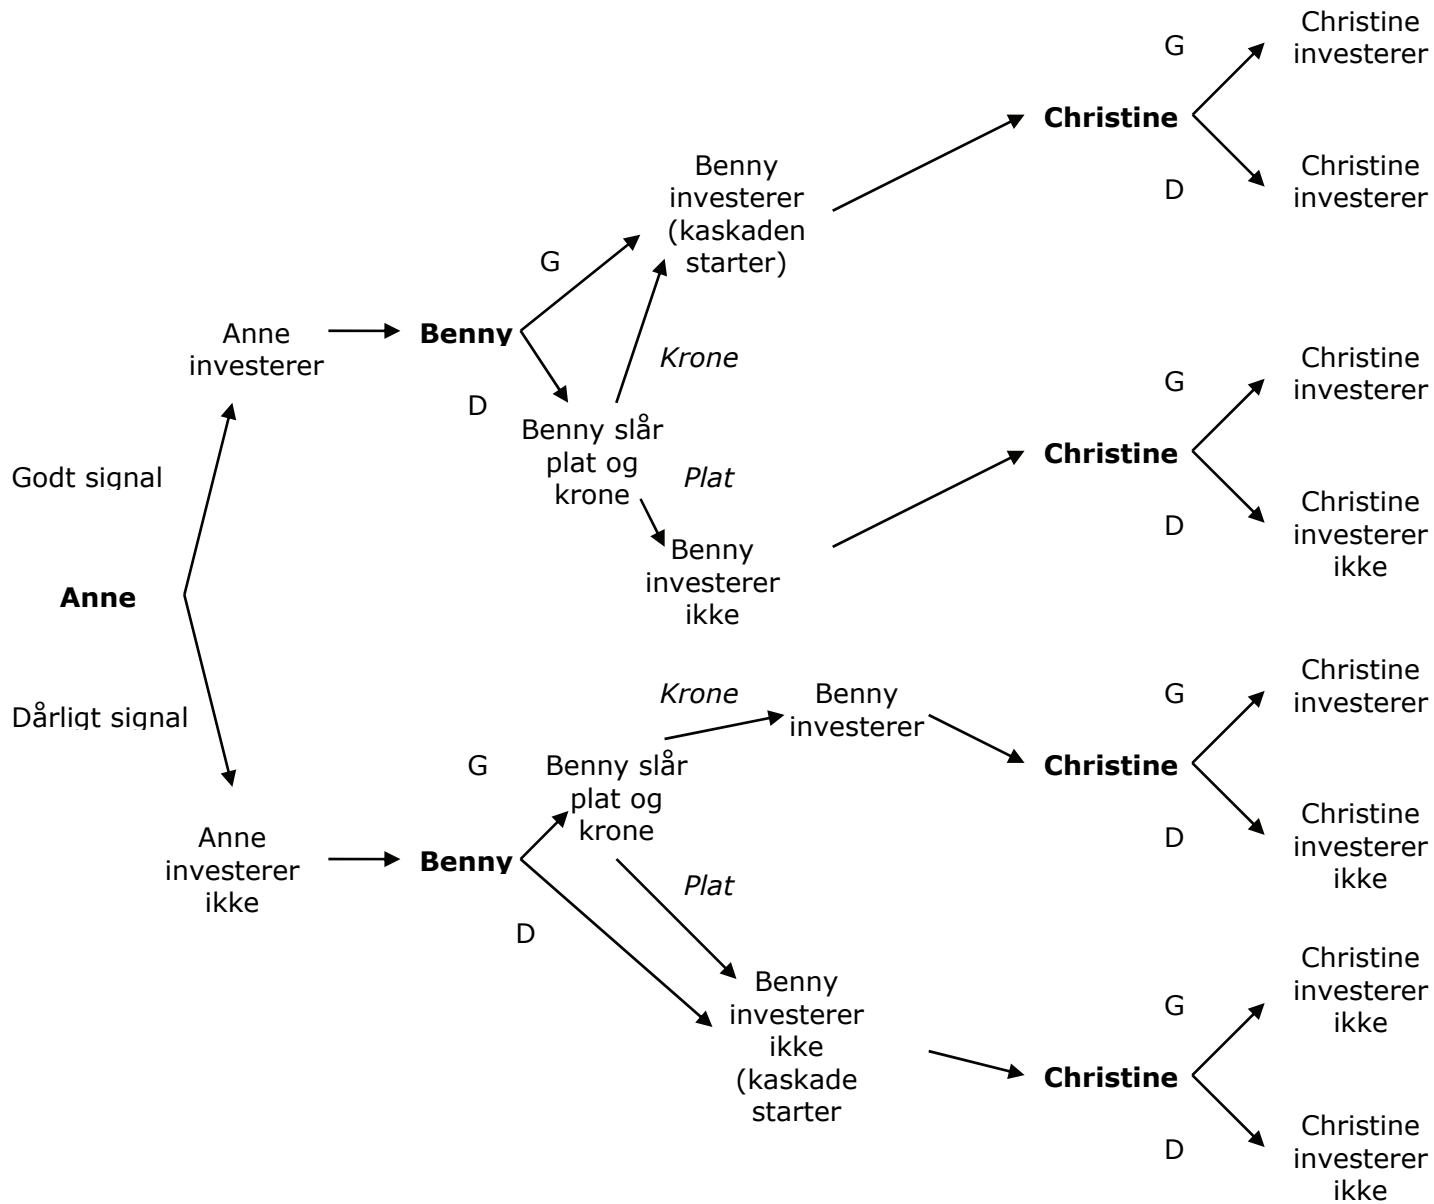 Christine
investerer
G
Christine
D
Christine
investerer
Benny
investerer
(kaskaden
starter)
G
Anne
investerer
Benny
Krone
D
Benny slår
plat og
krone
Plat
Christine
investerer
G
Christine
D
Christine
investerer
ikke
Godt signal
Benny
investerer
ikke
Anne
Dårligt signal
Krone
Benny
investerer
Christine
investerer
G
Christine
D
Christine
investerer
ikke
G
Benny slår
plat og
krone
Anne
investerer
ikke
Benny
Plat
D
Benny
investerer
ikke
(kaskade
starter
Christine
investerer
ikke
G
Christine
D
Christine
investerer
ikke